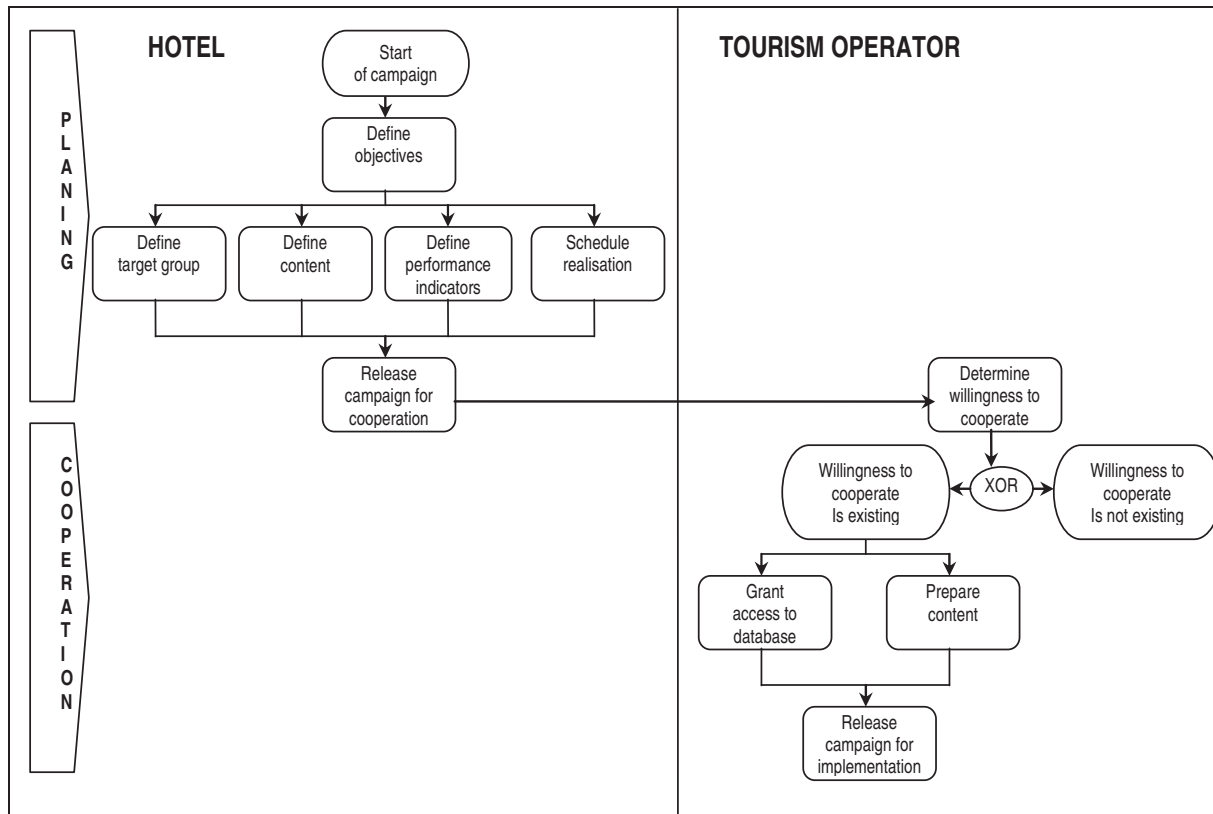 HOTEL
TOURISM OPERATOR
PLANING
Start
of campaign
Define
objectives
Define
target group
Define
content
Define
performance
indicators
Schedule
realisation
Release
campaign for
cooperation
Determine
willingness to
cooperate
COOPERATION
Willingness to
cooperate
Is existing
XOR
Willingness to
cooperate
Is not existing
Grant
access to
database
Prepare
content
Release
campaign for
implementation